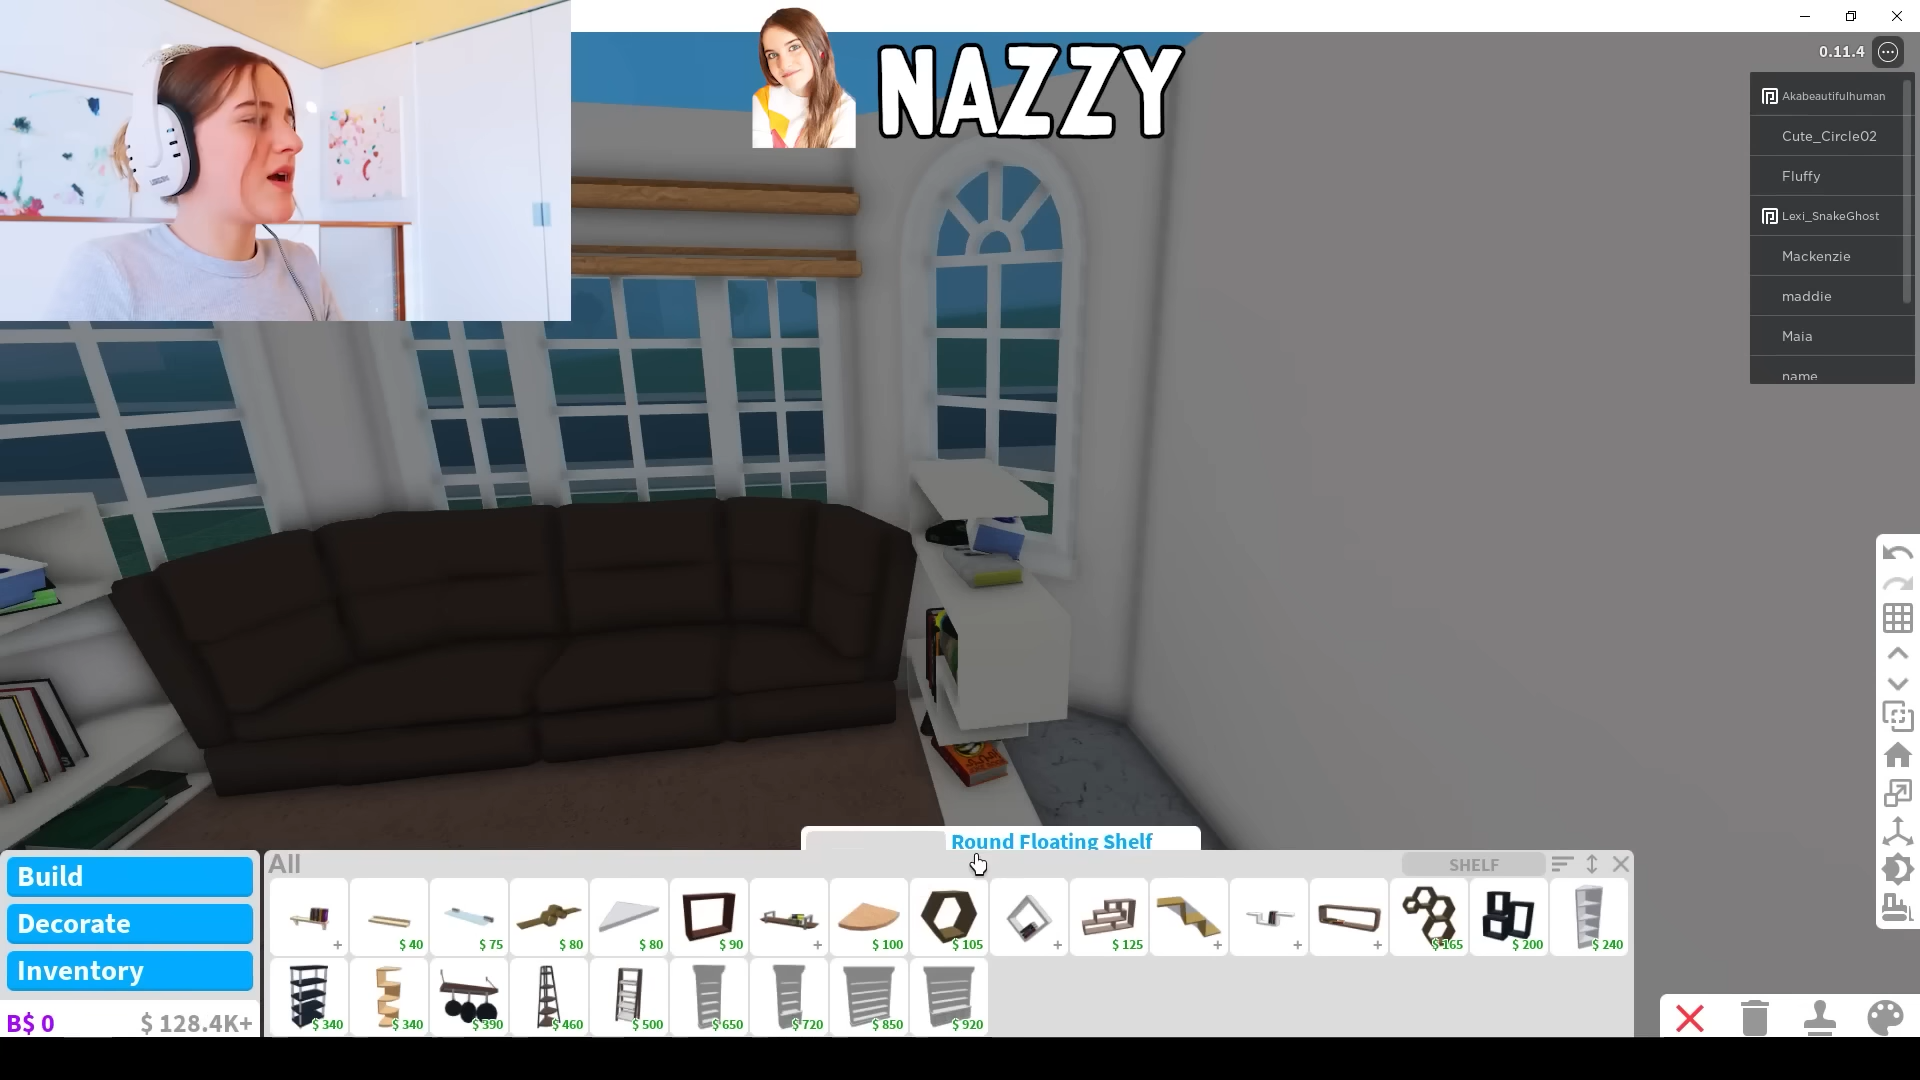 NAZZY
0.11.4
Akabeautifulhuman
Cute_Circle02
Fluffy
Lexi_SnakeGhost
Mackenzie
maddie
Maia
name
Round Floating Shelf
All
SHELF
Build
Decorate
Inventory
B$ 0
$ 128.4K+
+
$ 40
$ 75
$ 80
$ 80
$ 90
+
$ 100
$ 105
+
$ 125
+
+
+
$ 165
$ 200
$ 240
$ 340
$ 340
$ 390
$ 460
$ 500
$ 650
$ 720
$ 850
$ 920